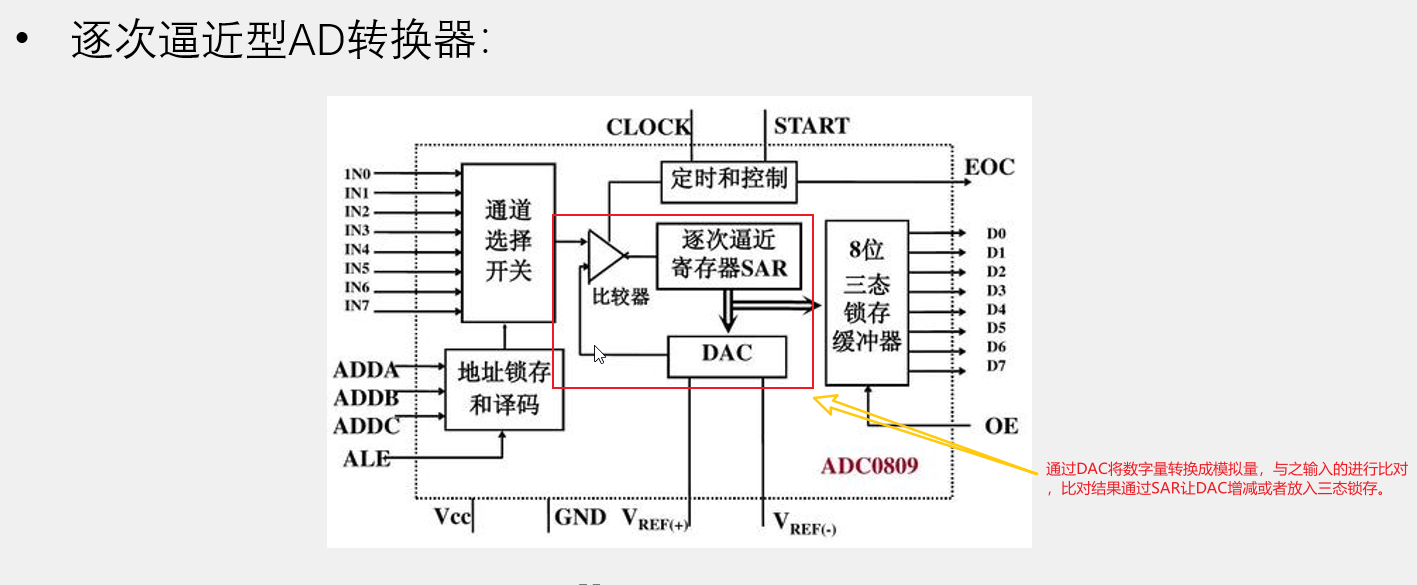 • 逐次逼近型AD转换器：
CLOCK
START
1N0
IN1
IN2
IN3
IN4
IN5
IN6
IN7
通道
选择
开关
定时和控制
EOC
逐次逼近
寄存器SAR
比较器
DAC
8位
三态
锁存
缓冲器
D0
D1
D2
D3
D4
D5
D6
D7
ADDA
ADDB
ADDC
ALE
地址锁存
和译码
OE
ADC0809
通过DAC将数字量转换成模拟量，与之输入的进行比对
，比对结果通过SAR让DAC增减或者放入三态锁存。
Vcc
GND
VREF(+)
VREF(-)